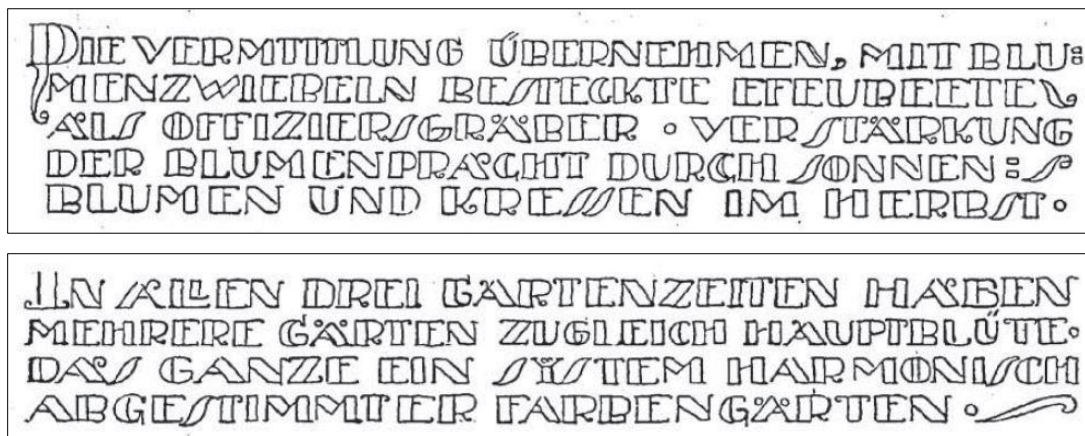 DIE VERMITTLUNG ÜBERNEHMEN, MIT BLU:
MENZWIEBELN BESTECKTE EFEUBEETE
ALS OFFIZIERSGRÄBER · VERSTÄRKUNG
DER BLUMENPRACHT DURCH SONNEN:
BLUMEN UND KRESSEN IM HERBST.
IN ALLEN DREI GARTENZEITEN HABEN
MEHRERE GÄRTEN ZUGLEICH HAUPTBLÜTE.
DAS GANZE EIN SYSTEM HARMONISCH
ABGESTIMMTER FARBENGÄRTEN.